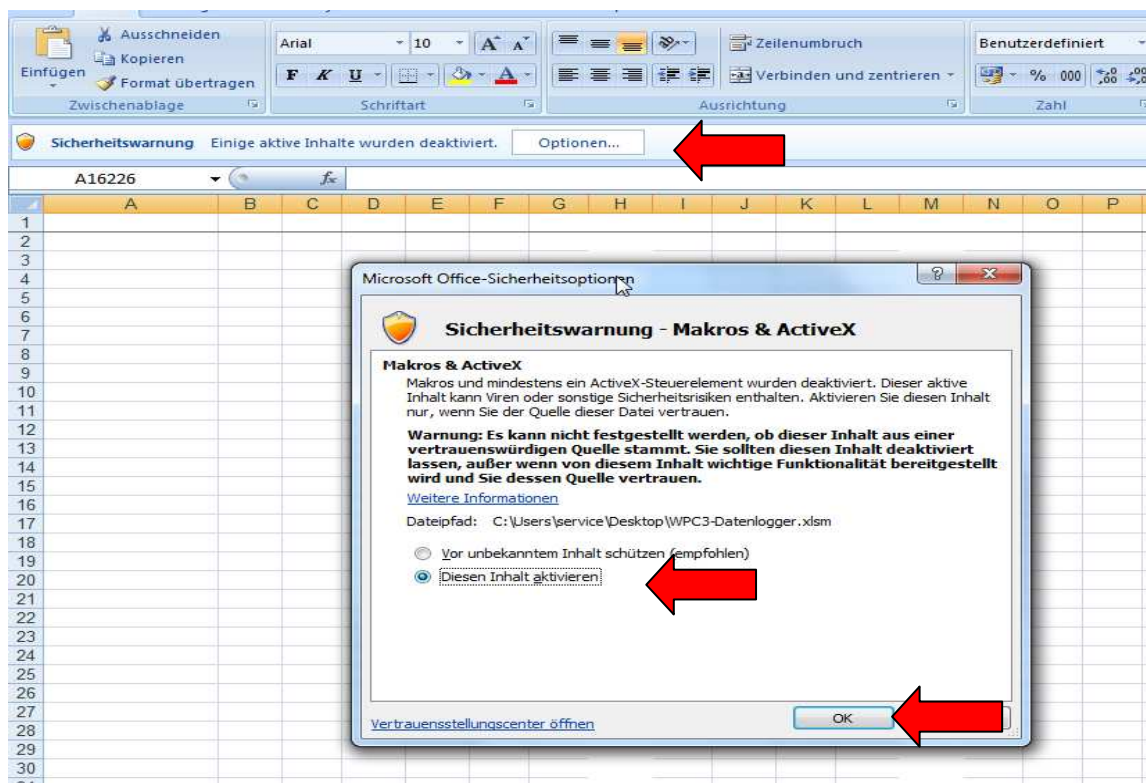 Ausschneiden
Kopieren
Format übertragen
Einfügen
Zwischenablage
Arial 10 A A
F K U A
Schriftart
Zeilenumbruch
Verbinden und zentrieren
Ausrichtung
Benutzerdefiniert
% 000
Zahl
Sicherheitswarnung Einige aktive Inhalte wurden deaktiviert. Optionen...
A16226 fx
A B C D E F G H I J K L M N O P
1
2
3
4
5
6
7
8
9
10
11
12
13
14
15
16
17
18
19
20
21
22
23
24
25
26
27
28
29
30
Microsoft Office-Sicherheitsoptionen
Sicherheitswarnung - Makros & ActiveX
Makros & ActiveX
Makros und mindestens ein ActiveX-Steuerelement wurden deaktiviert. Dieser aktive
Inhalt kann Viren oder sonstige Sicherheitsrisiken enthalten. Aktivieren Sie diesen Inhalt
nur, wenn Sie der Quelle dieser Datei vertrauen.
Warnung: Es kann nicht festgestellt werden, ob dieser Inhalt aus einer
vertrauenswürdigen Quelle stammt. Sie sollten diesen Inhalt deaktiviert
lassen, außer wenn von diesem Inhalt wichtige Funktionalität bereitgestellt
wird und Sie dessen Quelle vertrauen.
Weitere Informationen
Dateipfad: C:\Users\service\Desktop\WPC3-Datenlogger.xlsm
Vor unbekanntem Inhalt schützen (empfohlen)
Diesen Inhalt aktivieren
Vertrauensstellungscenter öffnen
OK